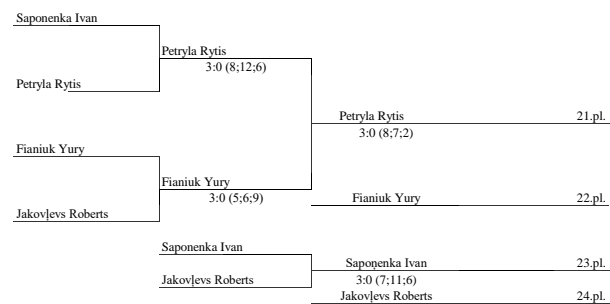 Saponenka Ivan
Petryla Rytis
3:0 (8;12;6)
Petryla Rytis
Petryla Rytis 21.pl.
3:0 (8;7;2)
Fianiuk Yury
Fianiuk Yury
3:0 (5;6;9)
Fianiuk Yury 22.pl.
Jakovļevs Roberts
Saponenka Ivan
Sapoņenka Ivan 23.pl.
Jakovļevs Roberts
3:0 (7;11;6)
Jakovļevs Roberts 24.pl.